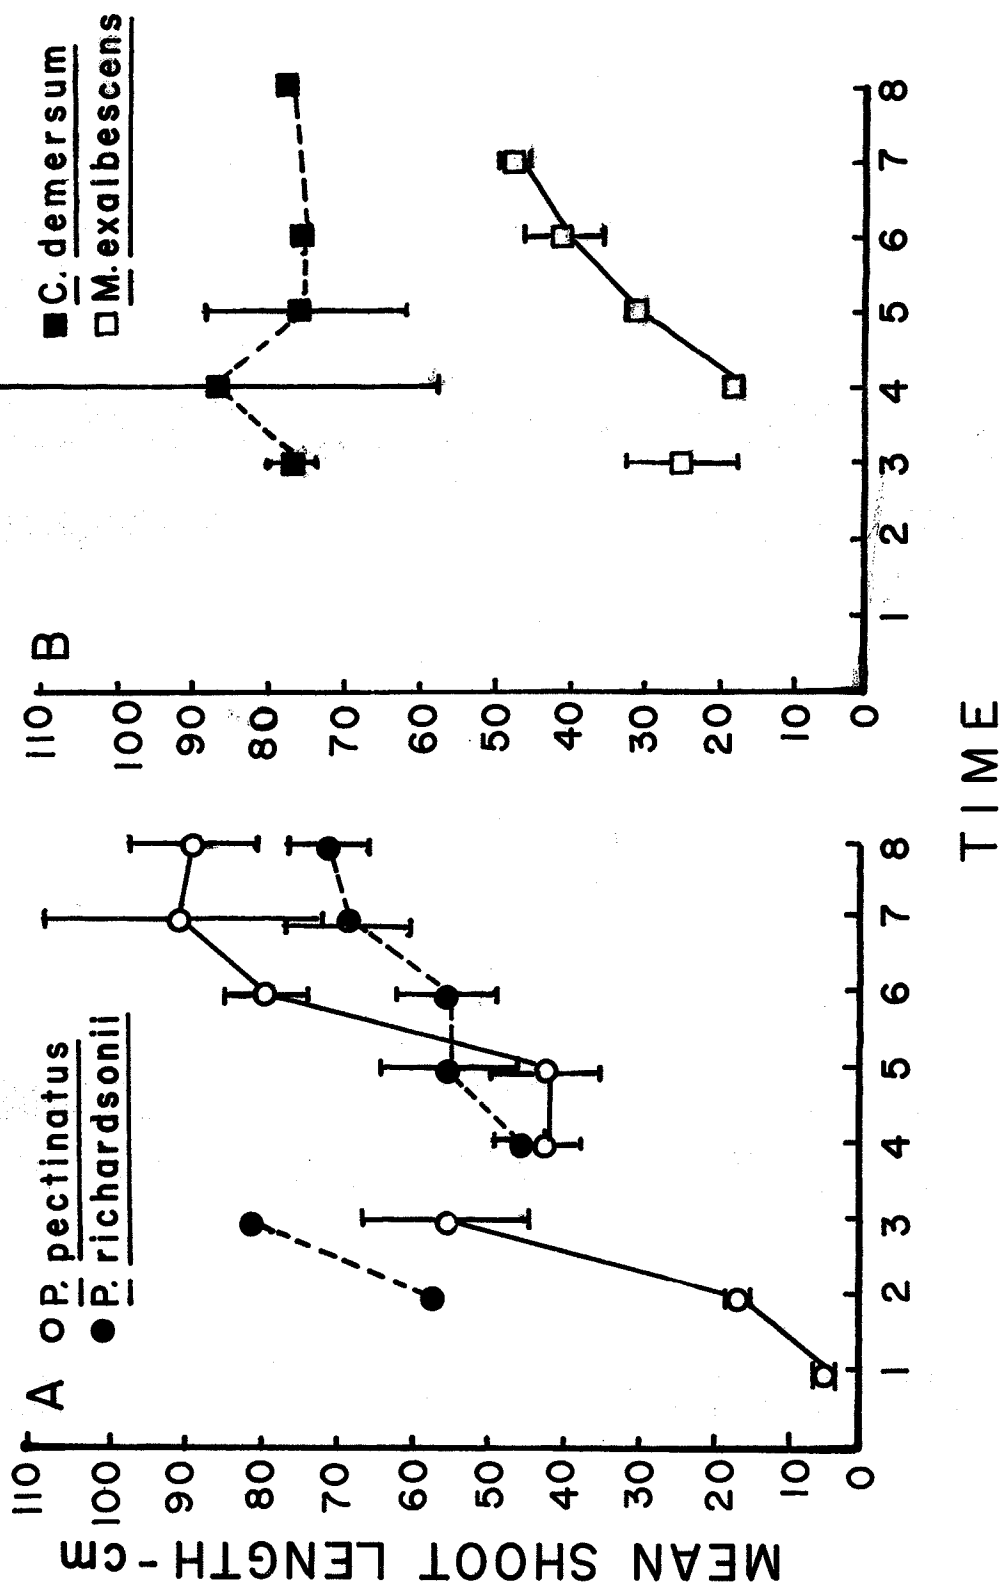 A
O P. pectinatus
● P. richardsonii
110
100
90
80
70
60
50
40
30
20
10
0
1 2 3 4 5 6 7 8
MEAN SHOOT LENGTH-cm
B
■ C. demersum
□ M. exalbescens
110
100
90
80
70
60
50
40
30
20
10
0
1 2 3 4 5 6 7 8
TIME